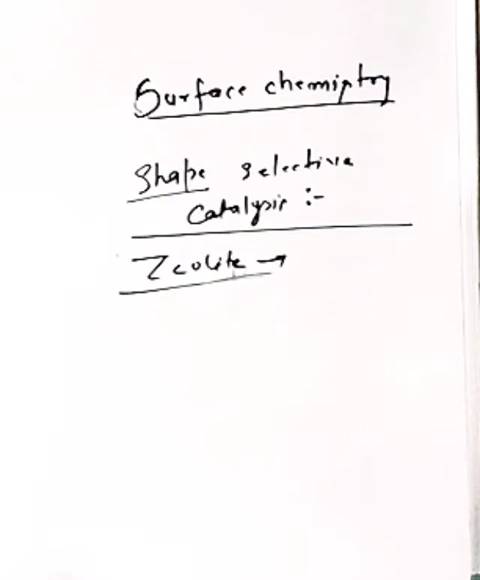 Surface chemistry
Shape selective
catalysis :-
Zeolite →